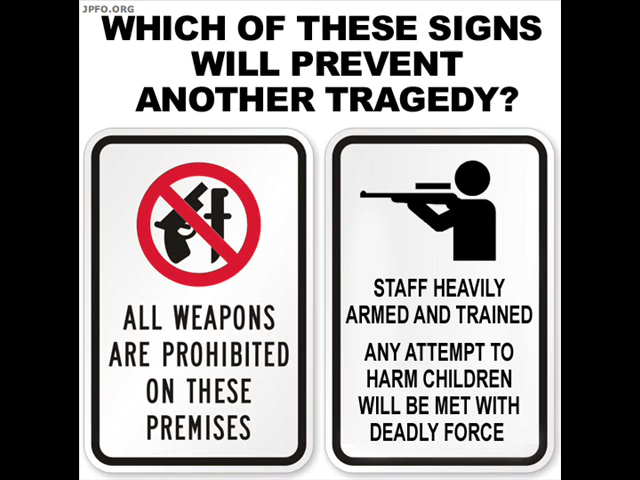 JPFO.ORG
WHICH OF THESE SIGNS
WILL PREVENT
ANOTHER TRAGEDY?
ALL WEAPONS
ARE PROHIBITED
ON THESE
PREMISES
STAFF HEAVILY
ARMED AND TRAINED
ANY ATTEMPT TO
HARM CHILDREN
WILL BE MET WITH
DEADLY FORCE